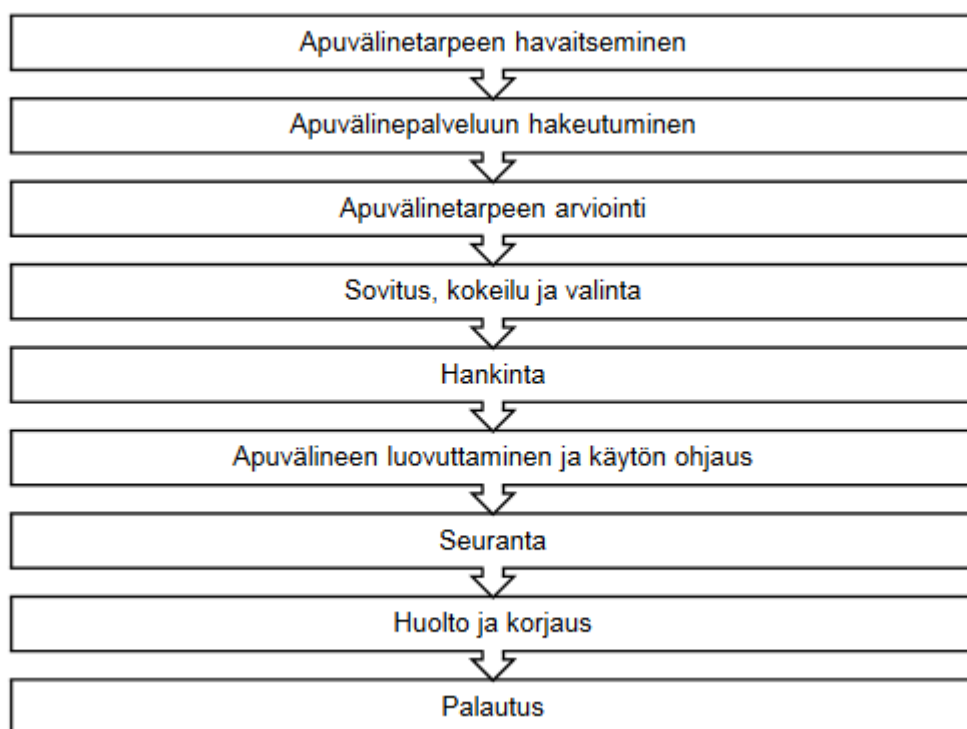 Apuvälinetarpeen havaitseminen
Apuvälinepalveluun hakeutuminen
Apuvälinetarpeen arviointi
Sovitus, kokeilu ja valinta
Hankinta
Apuvälineen luovuttaminen ja käytön ohjaus
Seuranta
Huolto ja korjaus
Palautus